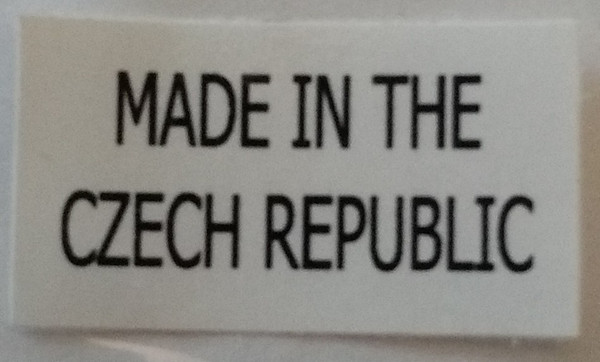 MADE IN THE
CZECH REPUBLIC